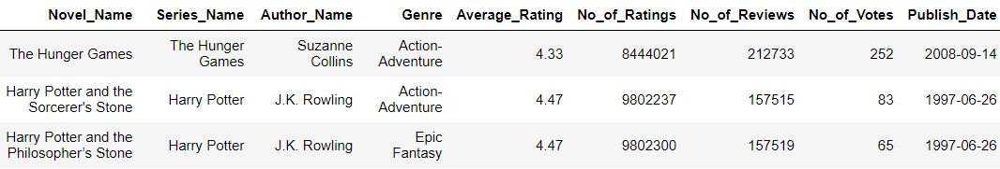 Novel_Name Series_Name Author_Name Genre Average_Rating No_of_Ratings No_of_Reviews No_of_Votes Publish_Date
The Hunger Games The Hunger Games Suzanne Collins Action-Adventure 4.33 8444021 212733 252 2008-09-14
Harry Potter and the Sorcerer's Stone Harry Potter J.K. Rowling Action-Adventure 4.47 9802237 157515 83 1997-06-26
Harry Potter and the Philosopher’s Stone Harry Potter J.K. Rowling Epic Fantasy 4.47 9802300 157519 65 1997-06-26